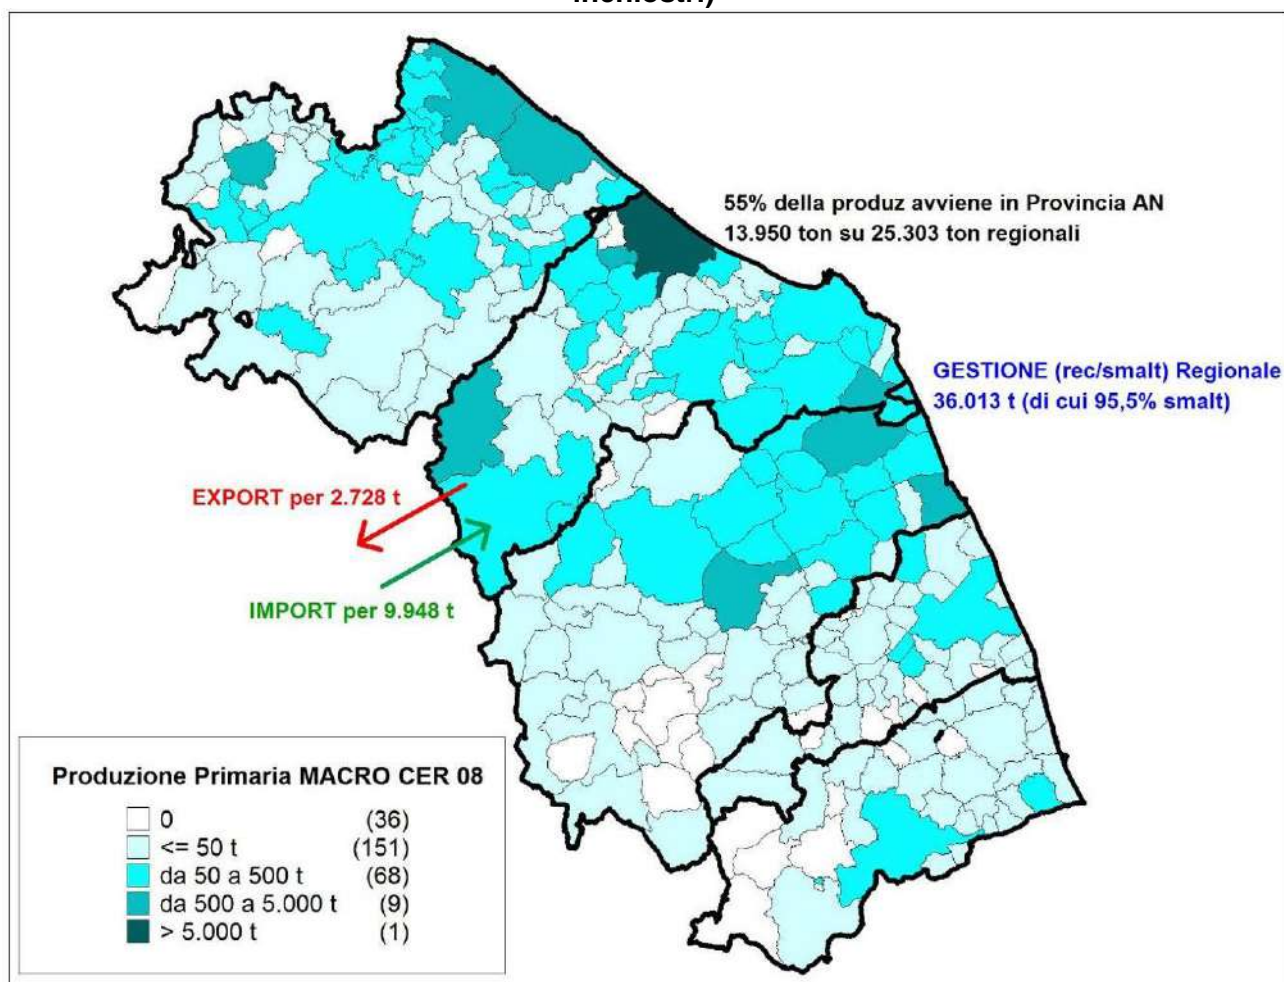 inchiostri)
55% della produz avviene in Provincia AN
13.950 ton su 25.303 ton regionali
GESTIONE (rec/smalt) Regionale
36.013 t (di cui 95,5% smalt)
EXPORT per 2.728 t
IMPORT per 9.948 t
Produzione Primaria MACRO CER 08
0 (36)
<= 50 t (151)
da 50 a 500 t (68)
da 500 a 5.000 t (9)
> 5.000 t (1)